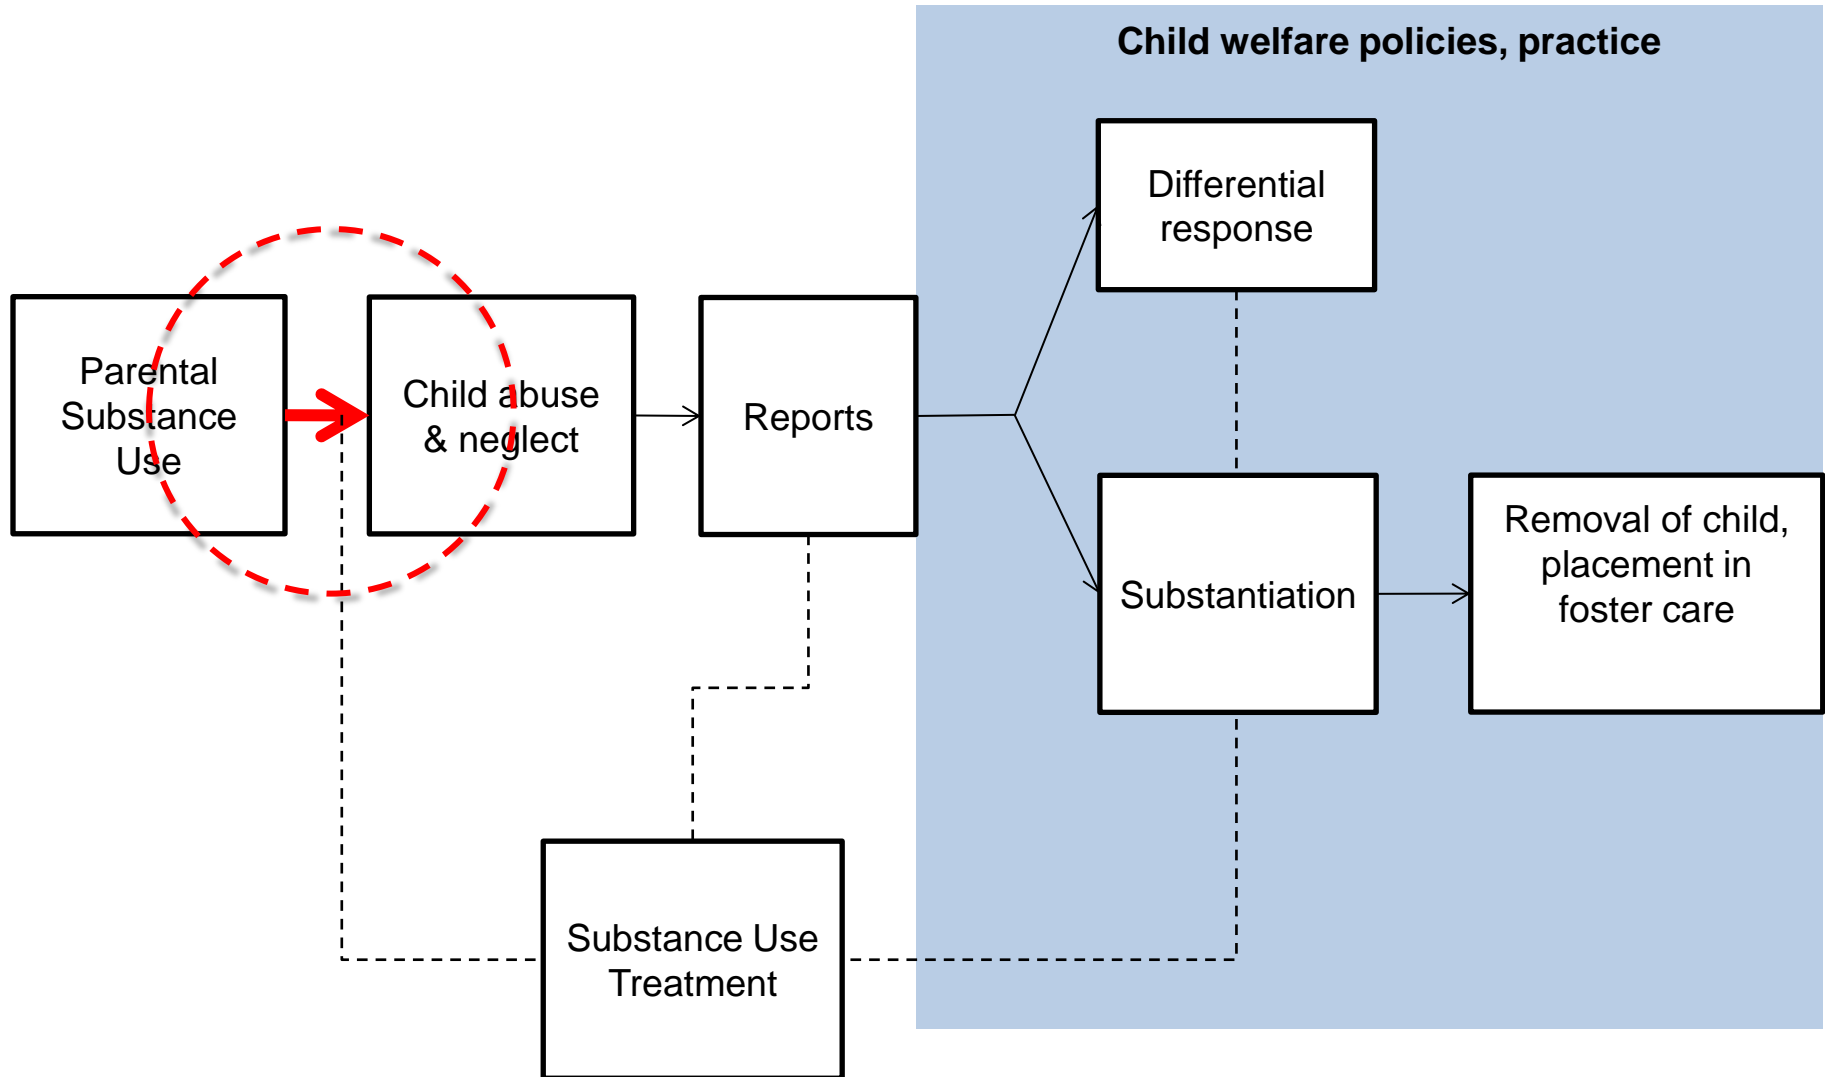 Child welfare policies, practice
Differential
response
Parental
Substance
Use
Child abuse
& neglect
Reports
Substantiation
Removal of child,
placement in
foster care
Substance Use
Treatment